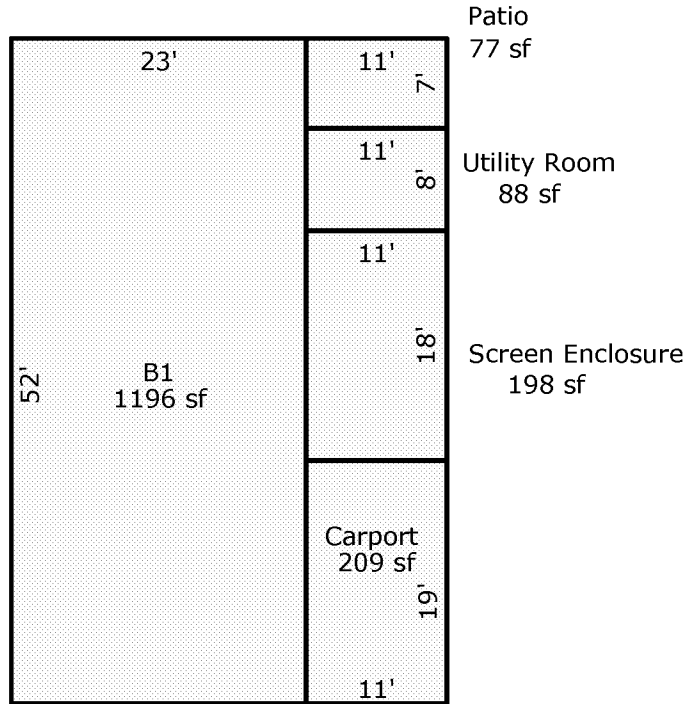 Patio
77 sf
23'
11'
7'
11'
8'
Utility Room
88 sf
11'
18'
Screen Enclosure
198 sf
52'
B1
1196 sf
Carport
209 sf
19'
11'